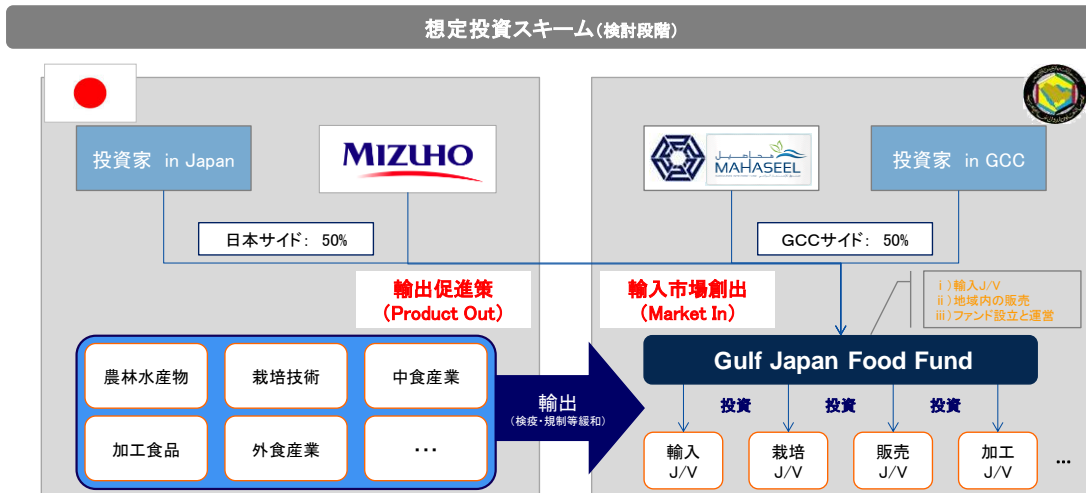 想定投資スキーム(検討段階)
投資家 in Japan
MIZUHO
محاصيل
MAHASEEL
投資家 in GCC
日本サイド: 50%
GCCサイド: 50%
輸出促進策
(Product Out)
輸入市場創出
(Market In)
ⅰ)輸入J/V
ⅱ)地域内の販売
ⅲ)ファンド設立と運営
Gulf Japan Food Fund
農林水産物
栽培技術
中食産業
加工食品
外食産業
...
輸出
(検疫・規制等緩和)
投資
投資
投資
輸入
J/V
栽培
J/V
販売
J/V
加工
J/V
...